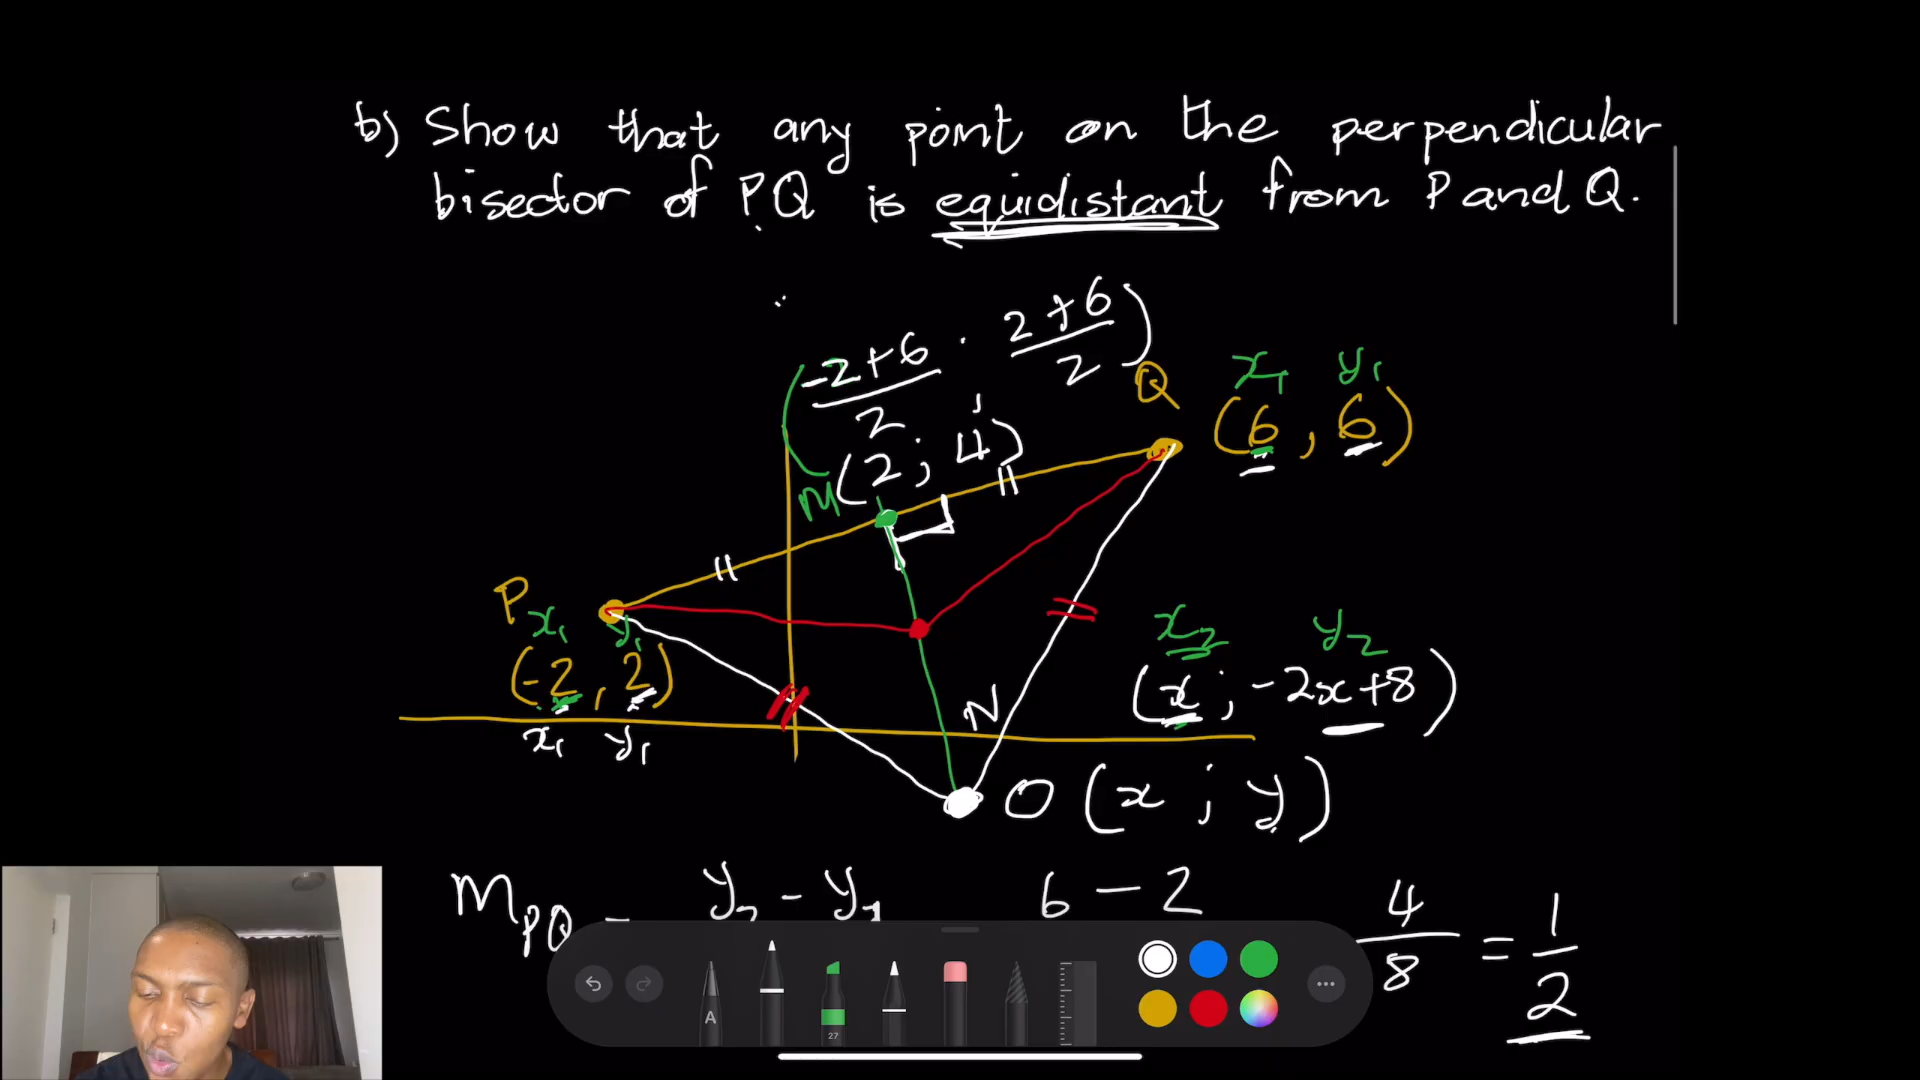 b) Show that any point on the perpendicular
bisector of PQ is equidistant from P and Q.
(-2+6/2 ; 2+6/2)
Q
x1 y1
(6, 6)
M (2; 4)
P
x1 y1
(-2, 2)
x1 y1
x2 y2
(x; -2x+8)
N
O (x ; y)
MPQ = y2 - y1 6 - 2 4/8 = 1/2
A
27